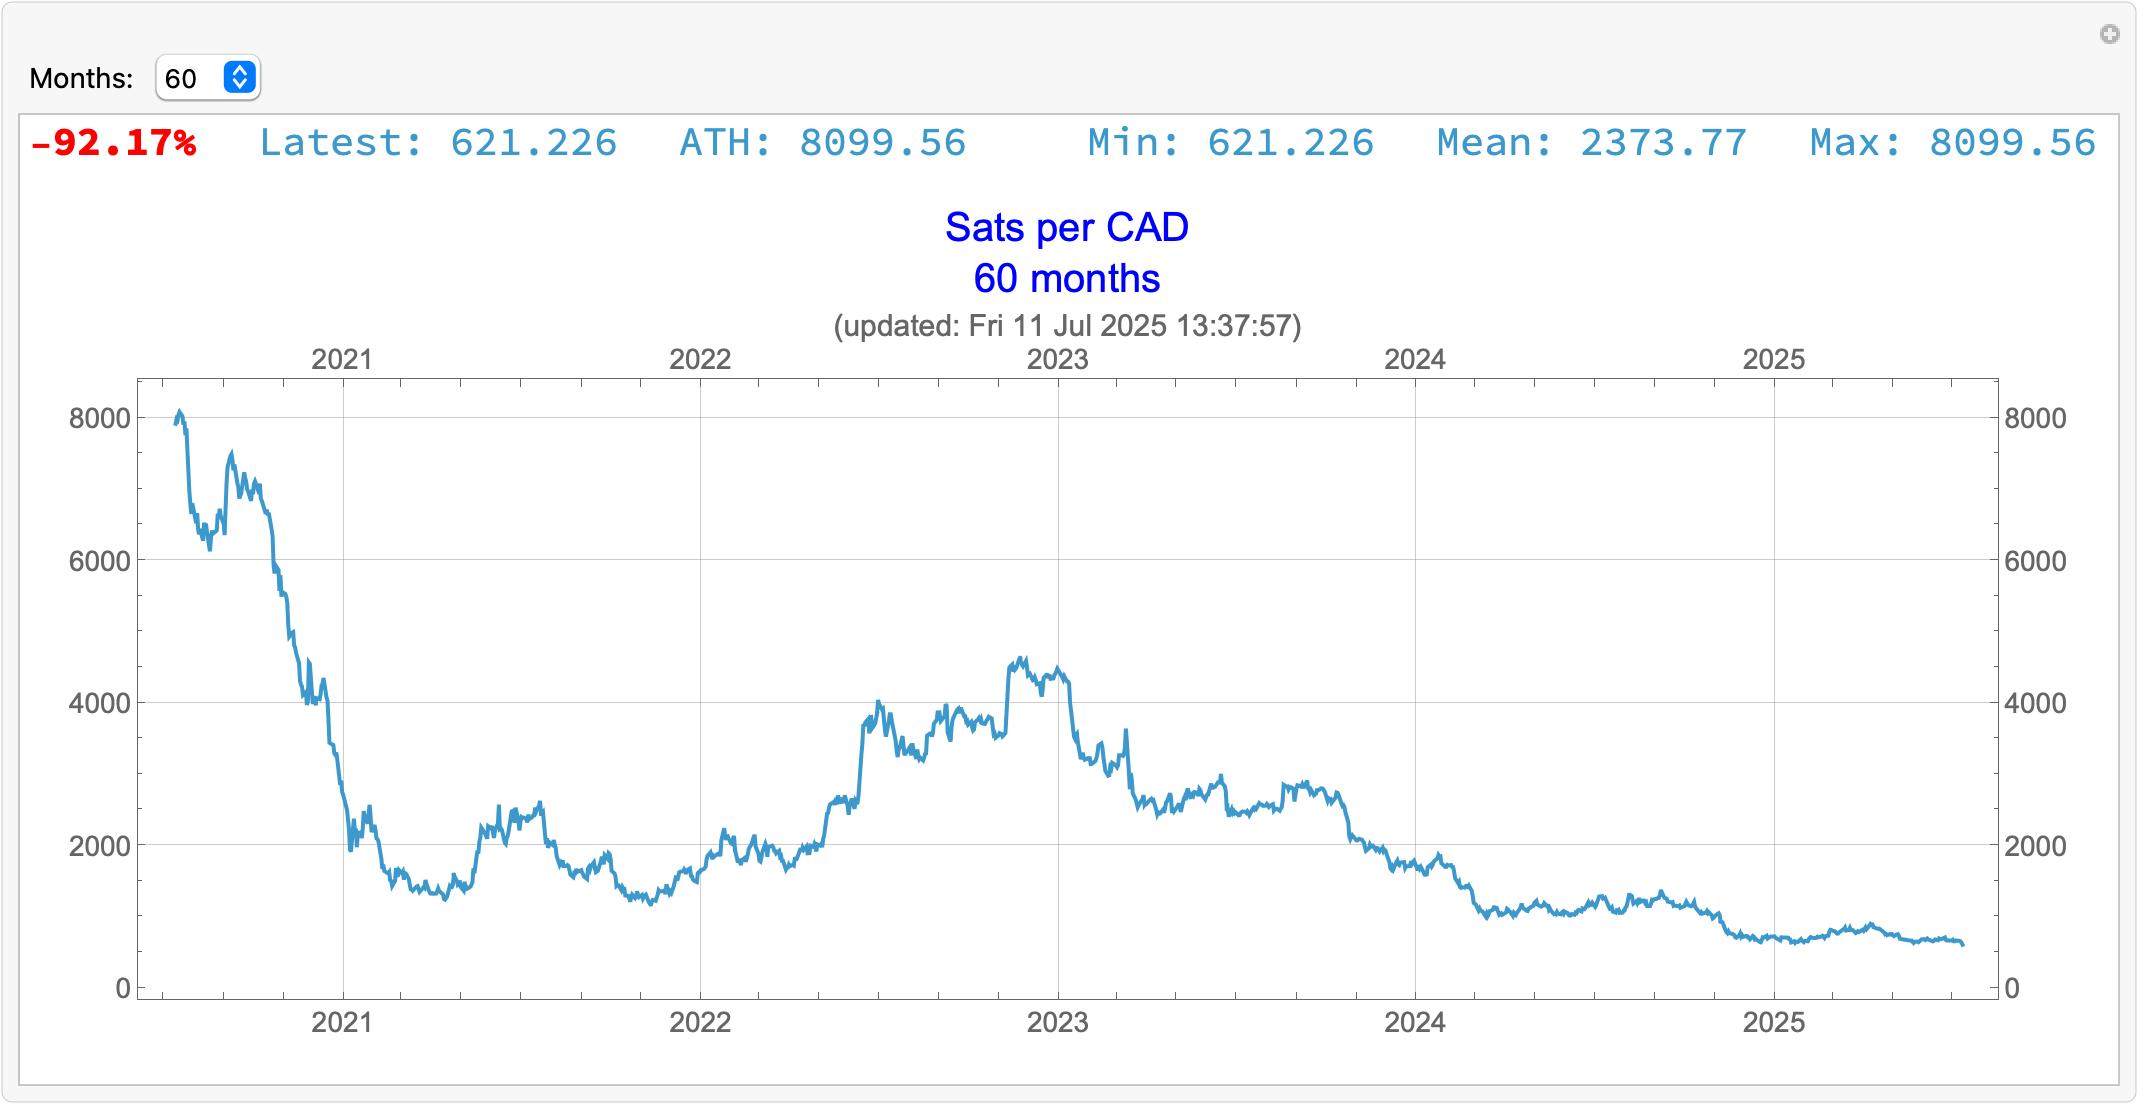 Months: 60
-92.17% Latest: 621.226 ATH: 8099.56 Min: 621.226 Mean: 2373.77 Max: 8099.56
Sats per CAD
60 months
(updated: Fri 11 Jul 2025 13:37:57)
2021 2022 2023 2024 2025
8000 8000
6000 6000
4000 4000
2000 2000
0 0
2021 2022 2023 2024 2025